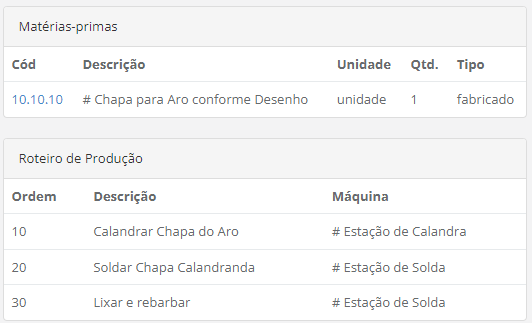 Matérias-primas
Cód Descrição Unidade Qtd. Tipo
10.10.10 # Chapa para Aro conforme Desenho unidade 1 fabricado
Roteiro de Produção
Ordem Descrição Máquina
10 Calandrar Chapa do Aro # Estação de Calandra
20 Soldar Chapa Calandranda # Estação de Solda
30 Lixar e rebarbar # Estação de Solda